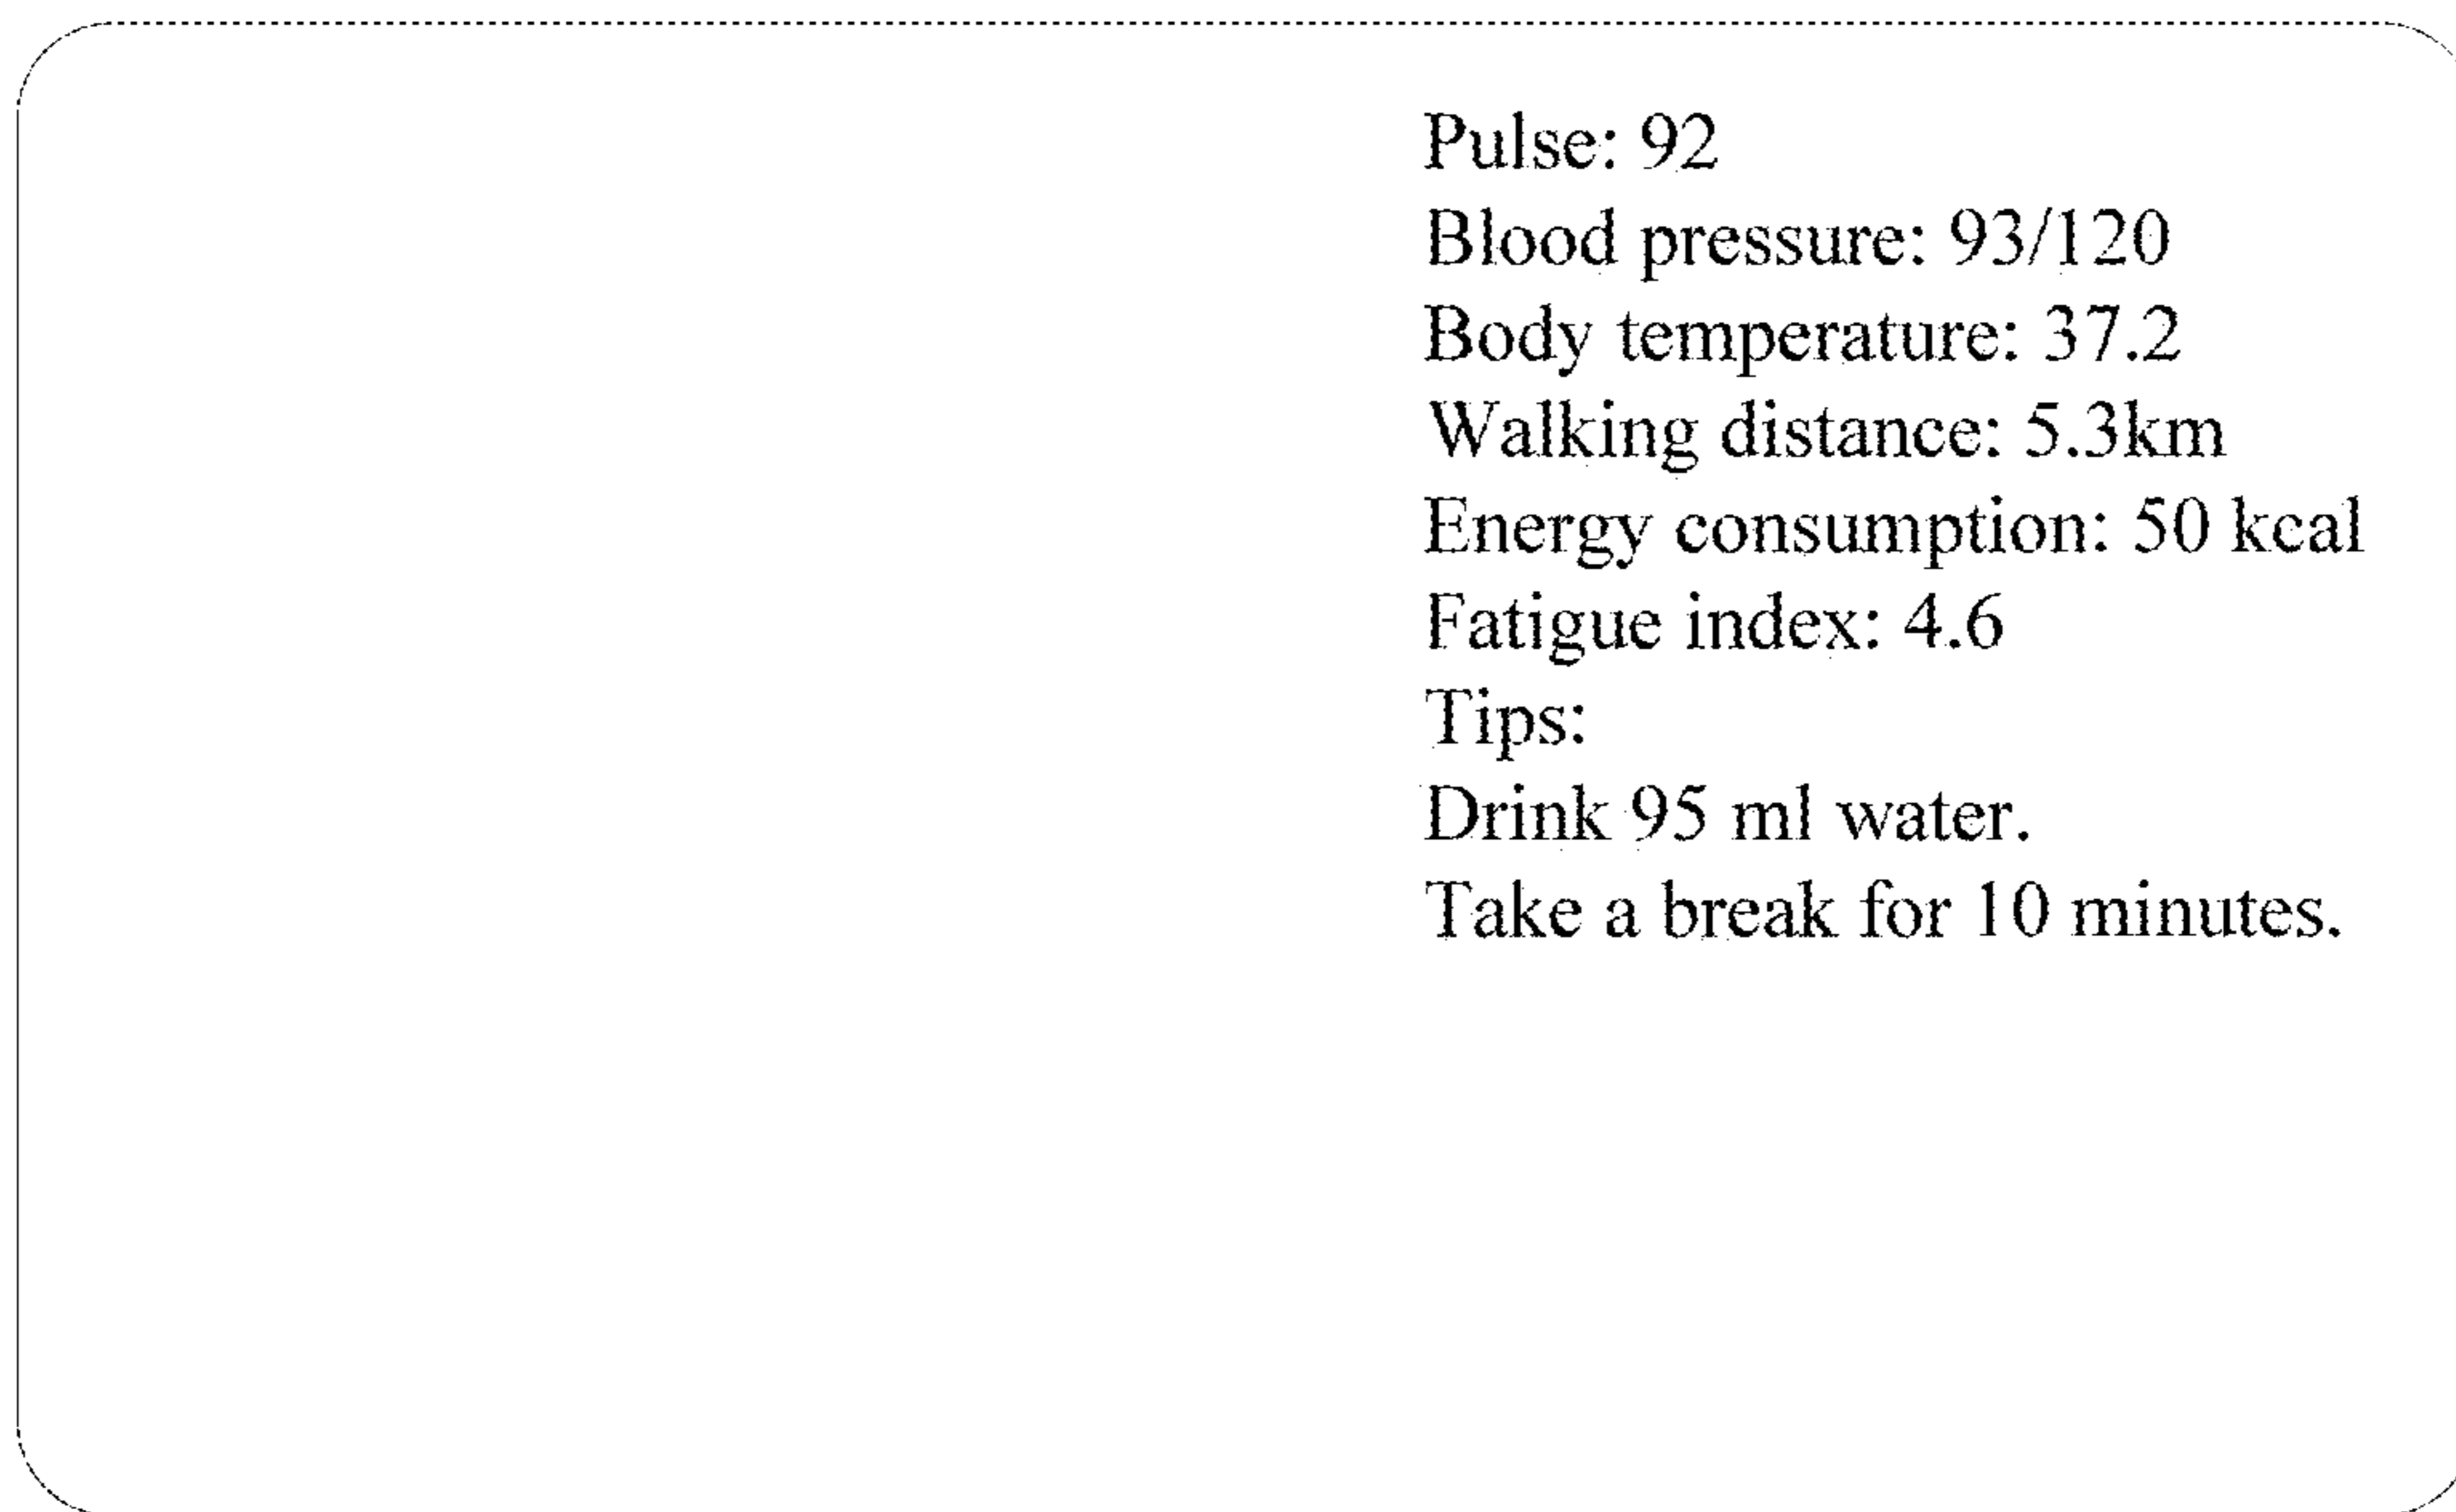 Pulse: 92
Blood pressure: 93/120
Body temperature: 37.2
Walking distance: 5.3km
Energy consumption: 50 kcal
Fatigue index: 4.6
Tips:
Drink 95 ml water.
Take a break for 10 minutes.